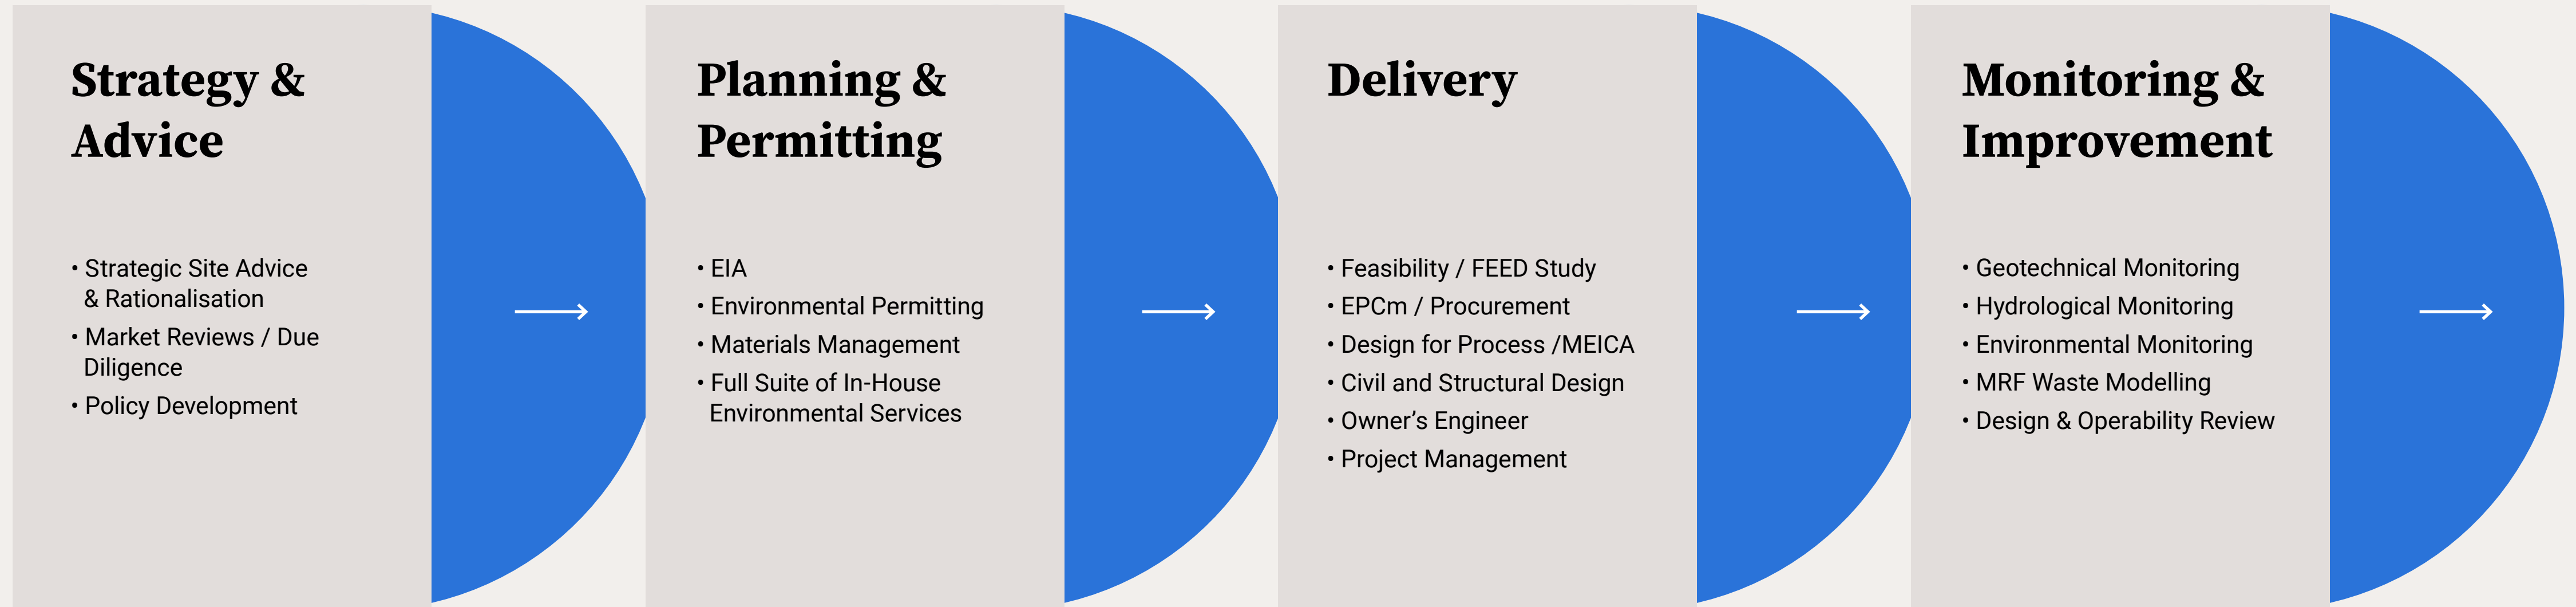 Strategy &
Advice
• Strategic Site Advice
& Rationalisation
• Market Reviews / Due
Diligence
• Policy Development
Planning &
Permitting
• EIA
• Environmental Permitting
• Materials Management
• Full Suite of In-House
Environmental Services
Delivery
• Feasibility / FEED Study
• EPCm / Procurement
• Design for Process /MEICA
• Civil and Structural Design
• Owner’s Engineer
• Project Management
Monitoring &
Improvement
• Geotechnical Monitoring
• Hydrological Monitoring
• Environmental Monitoring
• MRF Waste Modelling
• Design & Operability Review